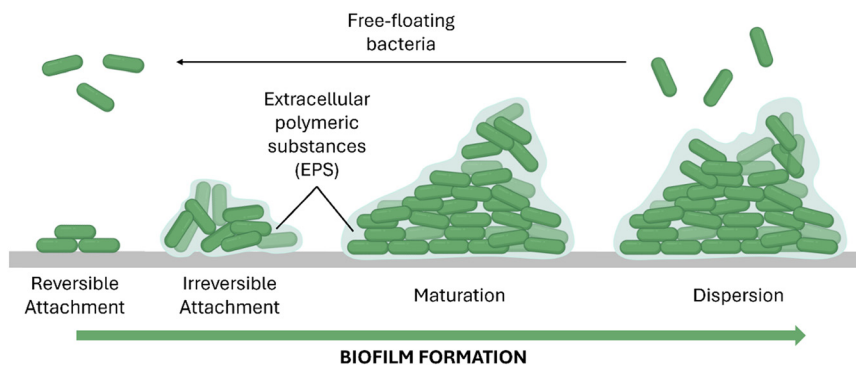 Free-floating
bacteria
Extracellular
polymeric
substances
(EPS)
Reversible
Attachment
Irreversible
Attachment
Maturation
Dispersion
BIOFILM FORMATION